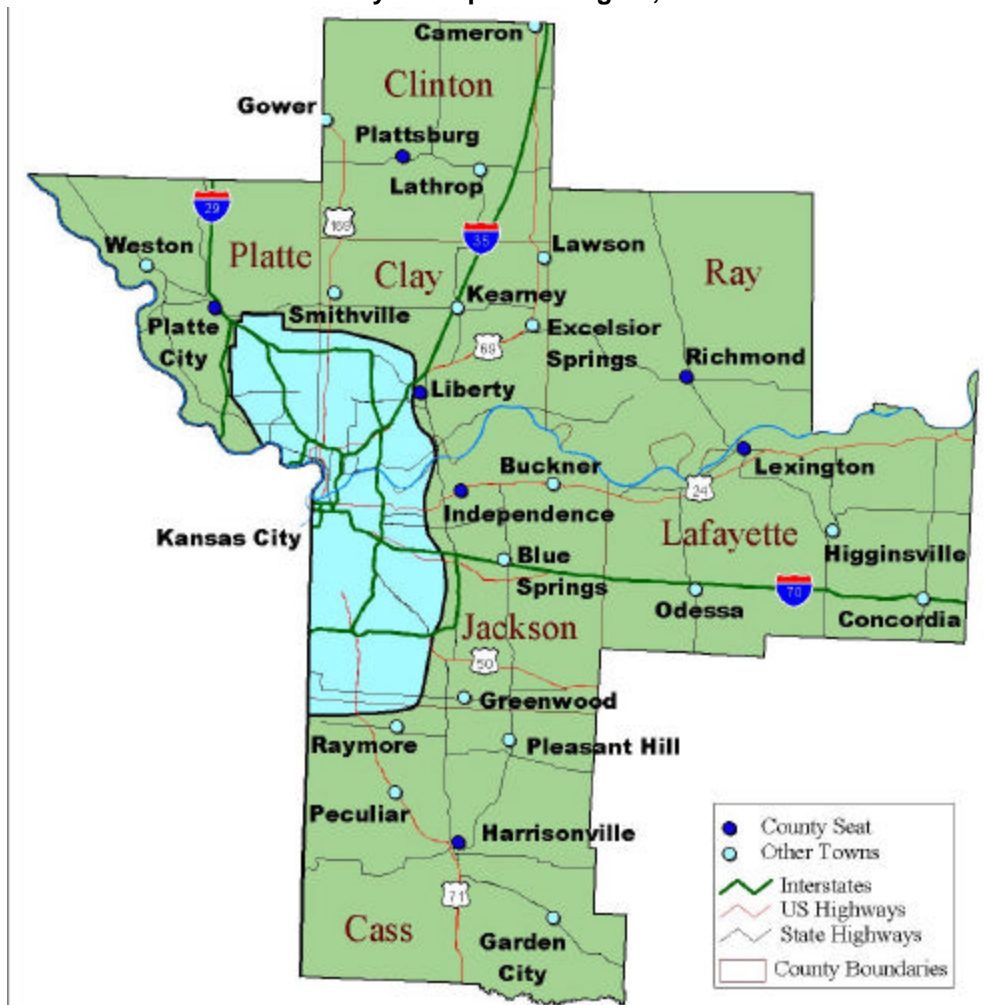 Cameron
Clinton
Gower
Plattsburg
Lathrop
29
169
35
Weston
Platte
Clay
Lawson
Ray
Kearney
Smithville
Platte
City
Excelsior
Springs
69
Richmond
Liberty
Buckner
Lexington
24
Independence
Kansas City
Lafayette
Higginsville
Blue
Springs
70
Odessa
Concordia
Jackson
50
Greenwood
Raymore
Pleasant Hill
Peculiar
Harrisonville
71
Cass
Garden
City
County Seat
Other Towns
Interstates
US Highways
State Highways
County Boundaries